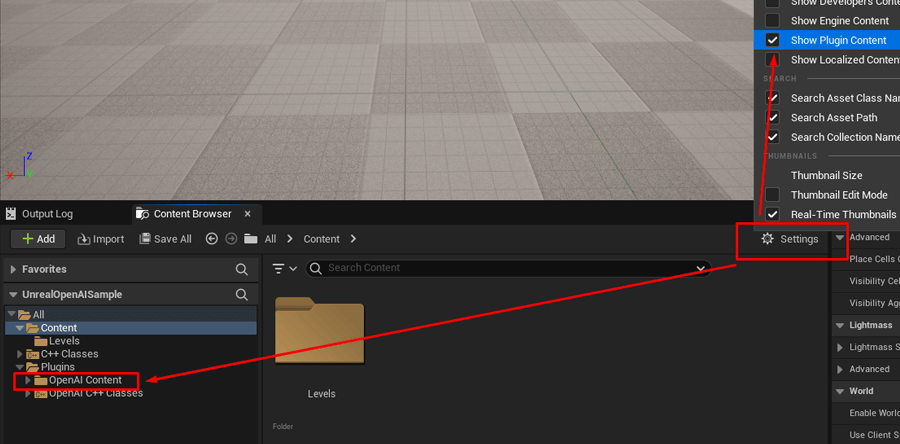 Show Developers Conte
Show Engine Content
Show Plugin Content
Show Localized Conten
SEARCH
Search Asset Class Nar
Search Asset Path
Search Collection Name
THUMBNAILS
Thumbnail Size
Thumbnail Edit Mode
Real-Time Thumbnails
Z
X
Y
Output Log
Content Browser
Add
Import
Save All
All
Content
Settings
Favorites
Search Content
UnrealOpenAISample
All
Content
Levels
C++ Classes
Plugins
OpenAI Content
OpenAI C++ Classes
Levels
Folder
Advanced
Place Cells O
Visibility Cel
Visibility Ag
Lightmass
Lightmass S
Advanced
World
Enable World
Use Client S